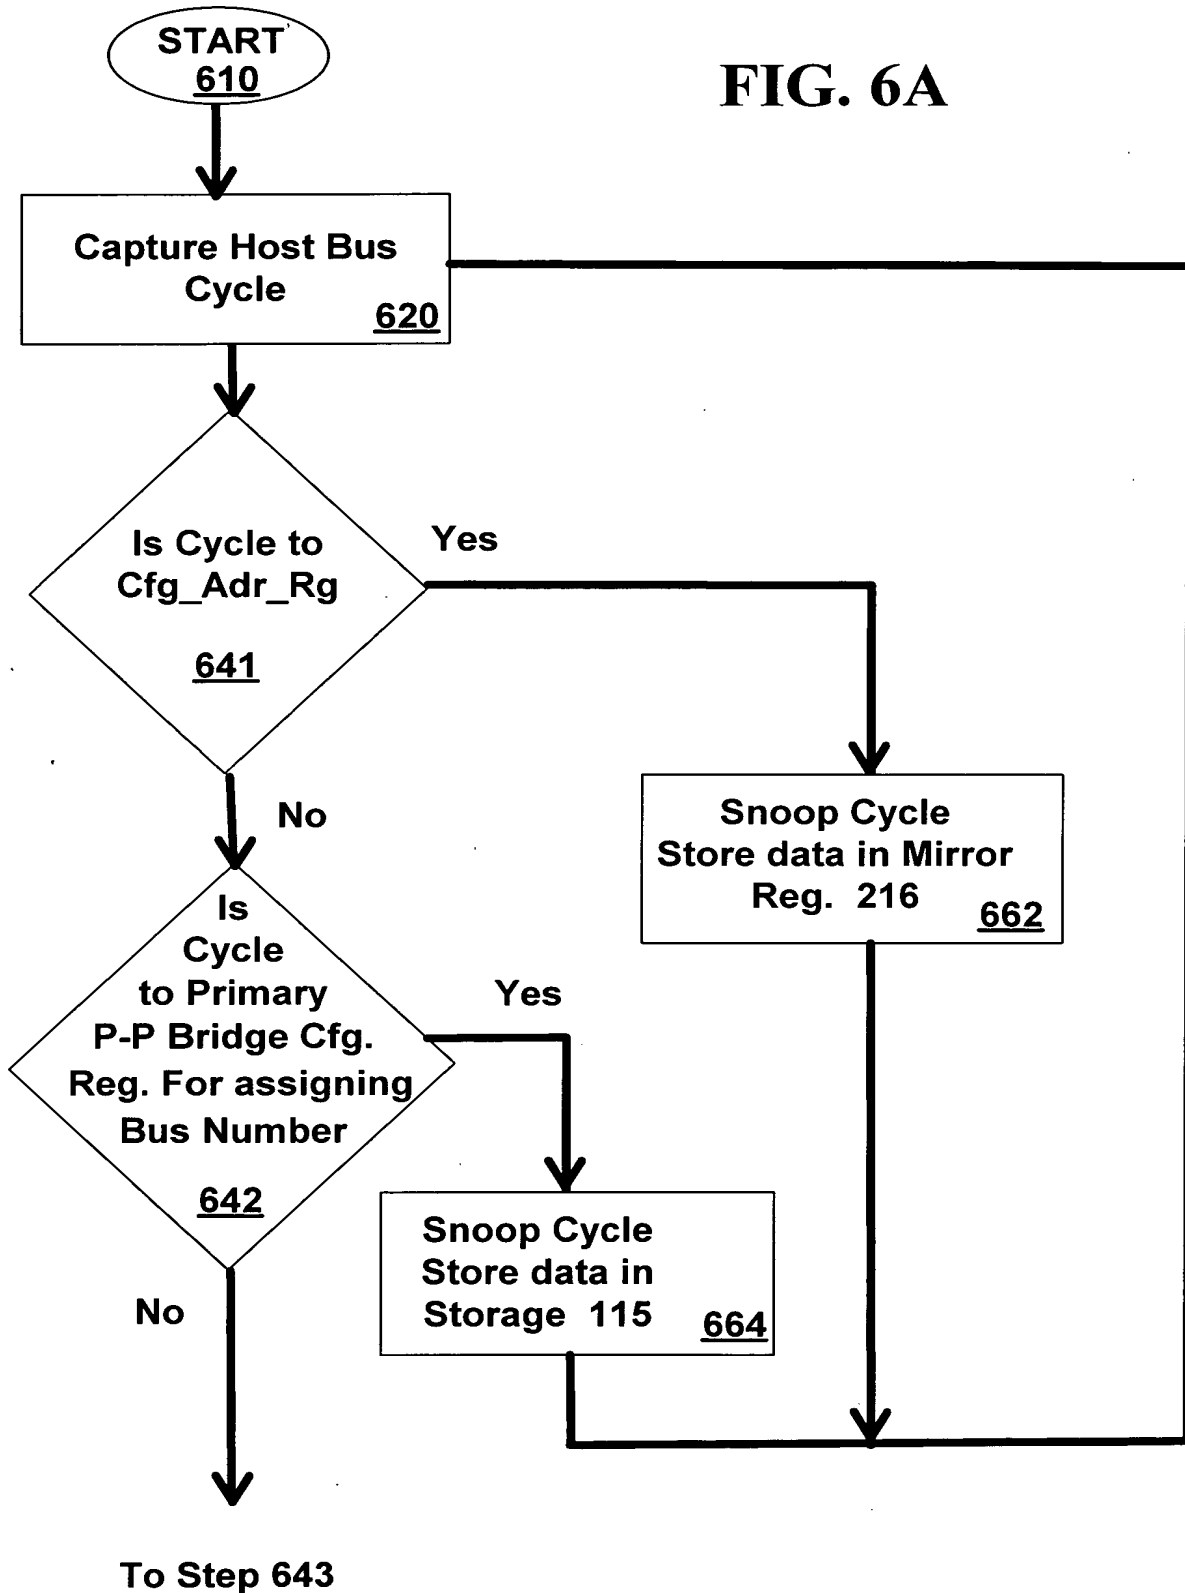 START
610
FIG. 6A
Capture Host Bus
Cycle
620
Is Cycle to
Cfg_Adr_Rg
641
Yes
No
Snoop Cycle
Store data in Mirror
Reg. 216
662
Is
Cycle
to Primary
P-P Bridge Cfg.
Reg. For assigning
Bus Number
642
Yes
No
Snoop Cycle
Store data in
Storage 115
664
To Step 643